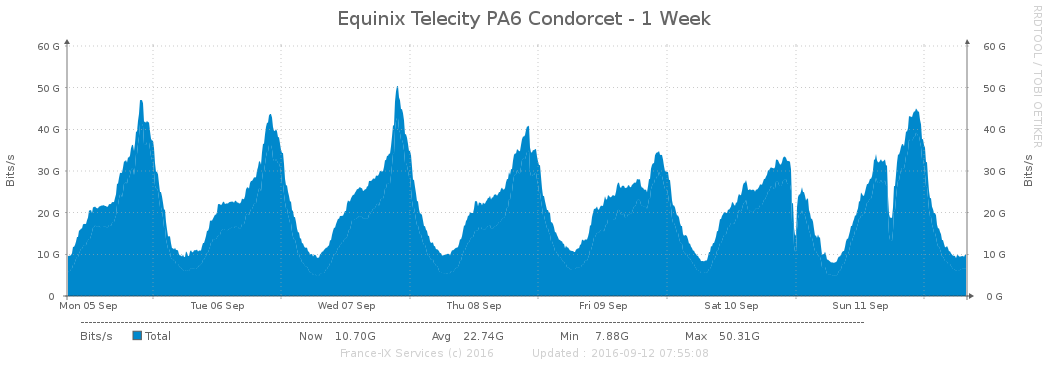 Equinix Telecity PA6 Condorcet - 1 Week
RRDTOOL / TOBI OETIKER
Bits/s
60 G 60 G
50 G 50 G
40 G 40 G
30 G 30 G
20 G 20 G
10 G 10 G
0 0 G
Bits/s
Mon 05 Sep Tue 06 Sep Wed 07 Sep Thu 08 Sep Fri 09 Sep Sat 10 Sep Sun 11 Sep
Bits/s Total Now 10.70G Avg 22.74G Min 7.88G Max 50.31G
France-IX Services (c) 2016 Updated : 2016-09-12 07:55:08